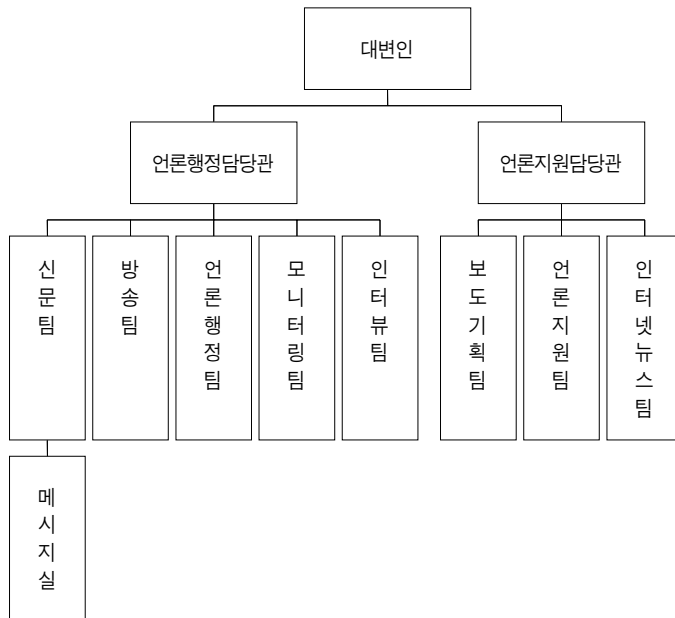 대변인
언론행정담당관
언론지원담당관
신문팀
방송팀
언론행정팀
모니터링팀
인터뷰팀
보도기획팀
언론지원팀
인터넷뉴스팀
메시지실